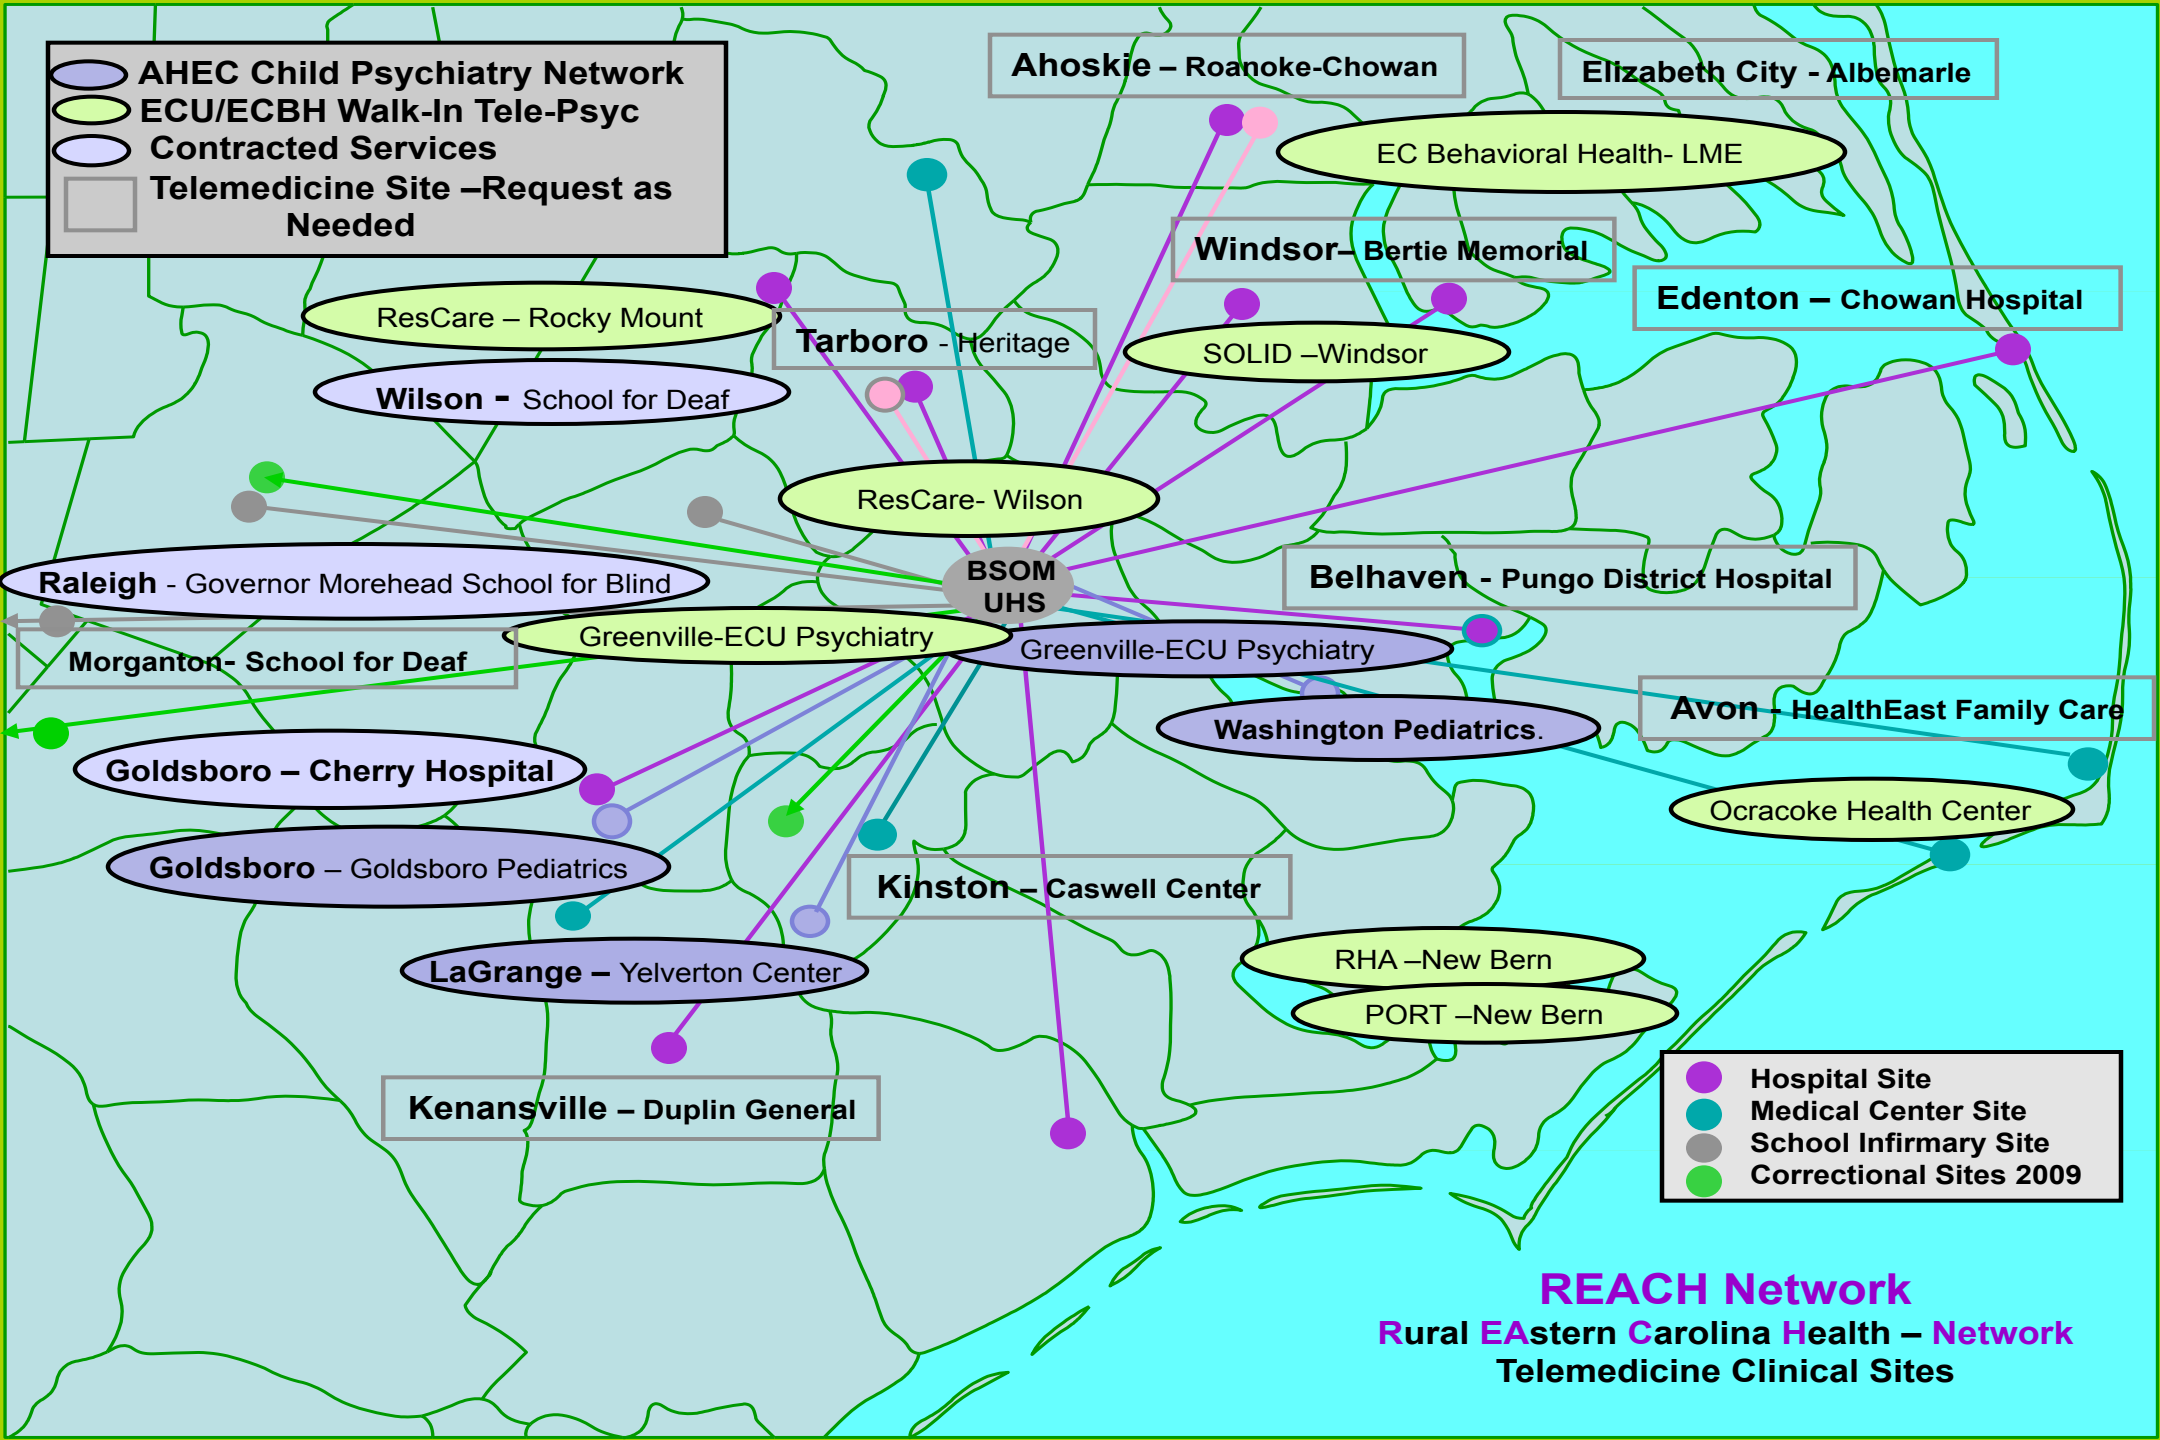 AHEC Child Psychiatry Network
ECU/ECBH Walk-In Tele-Psyc
Contracted Services
Telemedicine Site –Request as
Needed
Ahoskie – Roanoke-Chowan
Elizabeth City - Albemarle
EC Behavioral Health- LME
Windsor– Bertie Memorial
Edenton – Chowan Hospital
ResCare – Rocky Mount
Tarboro - Heritage
SOLID –Windsor
Wilson - School for Deaf
ResCare- Wilson
BSOM
UHS
Raleigh - Governor Morehead School for Blind
Belhaven - Pungo District Hospital
Greenville-ECU Psychiatry
Greenville-ECU Psychiatry
Morganton- School for Deaf
Avon - HealthEast Family Care
Washington Pediatrics.
Goldsboro – Cherry Hospital
Ocracoke Health Center
Goldsboro – Goldsboro Pediatrics
Kinston – Caswell Center
LaGrange – Yelverton Center
RHA –New Bern
PORT –New Bern
Kenansville – Duplin General
Hospital Site
Medical Center Site
School Infirmary Site
Correctional Sites 2009
REACH Network
Rural EAstern Carolina Health – Network
Telemedicine Clinical Sites